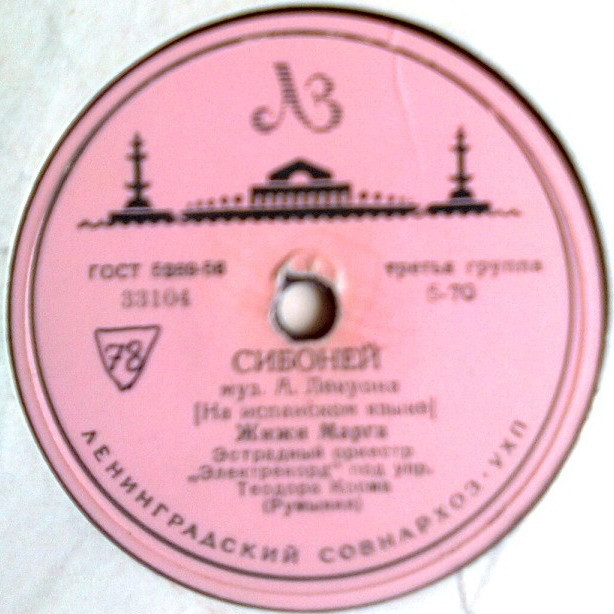 ЛЗ
ГОСТ 5289-56
третья группа
33104
5-70
78
СИБОНЕЙ
муз. А. Лекуона
[На испанском языке]
Жижи Марга
Эстрадный оркестр
„Электрекорд" под упр.
Теодора Косма
(Румыния)
ЛЕНИНГРАДСКИЙ СОВНАРХОЗ-УХП